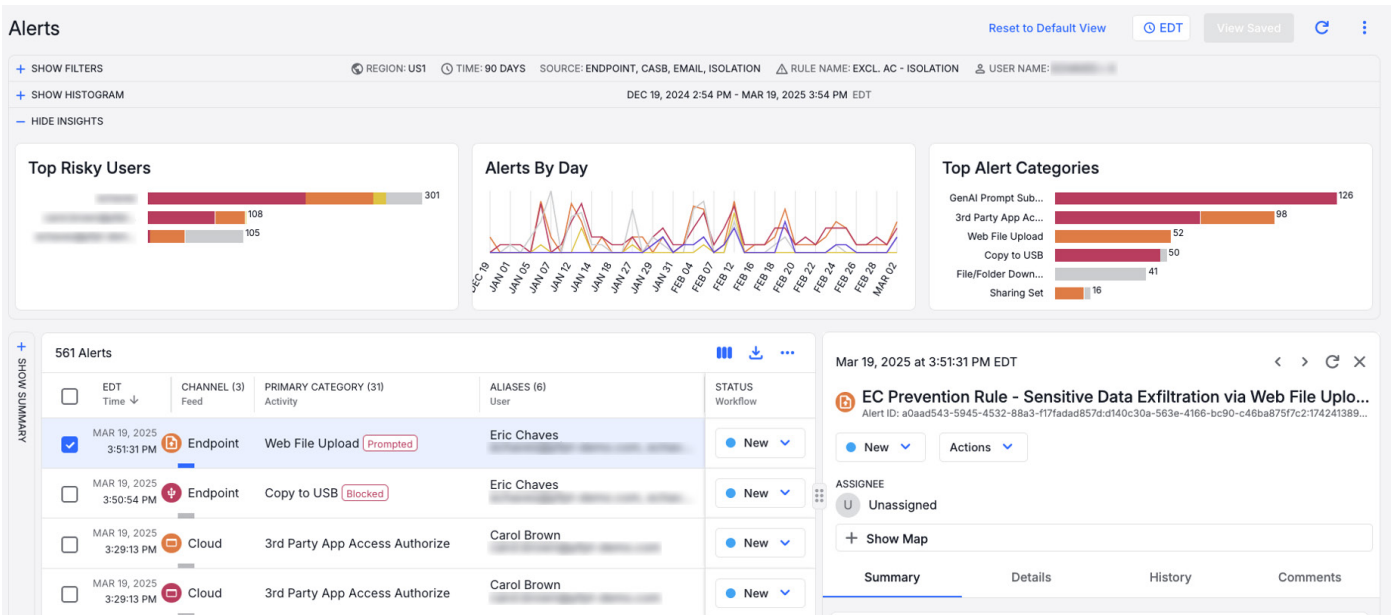 Alerts
Reset to Default View
EDT
View Saved
SHOW FILTERS
REGION: US1 TIME: 90 DAYS SOURCE: ENDPOINT, CASB, EMAIL, ISOLATION RULE NAME: EXCL. AC - ISOLATION USER NAME:
SHOW HISTOGRAM
DEC 19, 2024 2:54 PM - MAR 19, 2025 3:54 PM EDT
HIDE INSIGHTS
Top Risky Users
301
108
105
Alerts By Day
DEC 19 JAN 01 JAN 05 JAN 07 JAN 12 JAN 14 JAN 18 JAN 27 JAN 29 JAN 31 FEB 04 FEB 07 FEB 12 FEB 16 FEB 18 FEB 20 FEB 22 FEB 24 FEB 26 FEB 28 MAR 02
Top Alert Categories
GenAI Prompt Sub... 126
3rd Party App Ac... 98
Web File Upload 52
Copy to USB 50
File/Folder Down... 41
Sharing Set 16
SHOW SUMMARY
561 Alerts
EDT CHANNEL (3) PRIMARY CATEGORY (31) ALIASES (6) STATUS
Time Feed Activity User Workflow
MAR 19, 2025
3:51:31 PM Endpoint Web File Upload Prompted Eric Chaves New
MAR 19, 2025
3:50:54 PM Endpoint Copy to USB Blocked Eric Chaves New
MAR 19, 2025
3:29:13 PM Cloud 3rd Party App Access Authorize Carol Brown New
MAR 19, 2025
3:29:13 PM Cloud 3rd Party App Access Authorize Carol Brown New
Mar 19, 2025 at 3:51:31 PM EDT
EC Prevention Rule - Sensitive Data Exfiltration via Web File Uplo...
Alert ID: a0aad543-5945-4532-88a3-f17fadad857d:d140c30a-563e-4166-bc90-c46ba875f7c2:174241389...
New Actions
ASSIGNEE
U Unassigned
Show Map
Summary Details History Comments